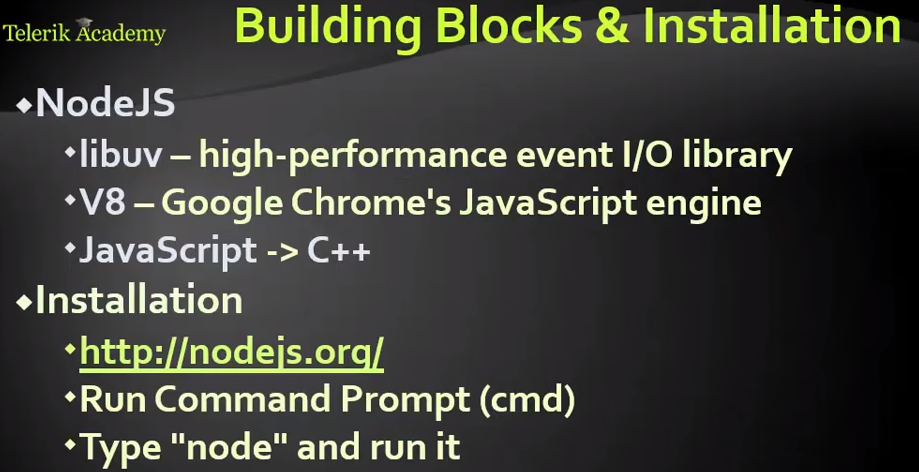 Telerik Academy
Building Blocks & Installation
NodeJS
libuv – high-performance event I/O library
V8 – Google Chrome's JavaScript engine
JavaScript -> C++
Installation
http://nodejs.org/
Run Command Prompt (cmd)
Type "node" and run it